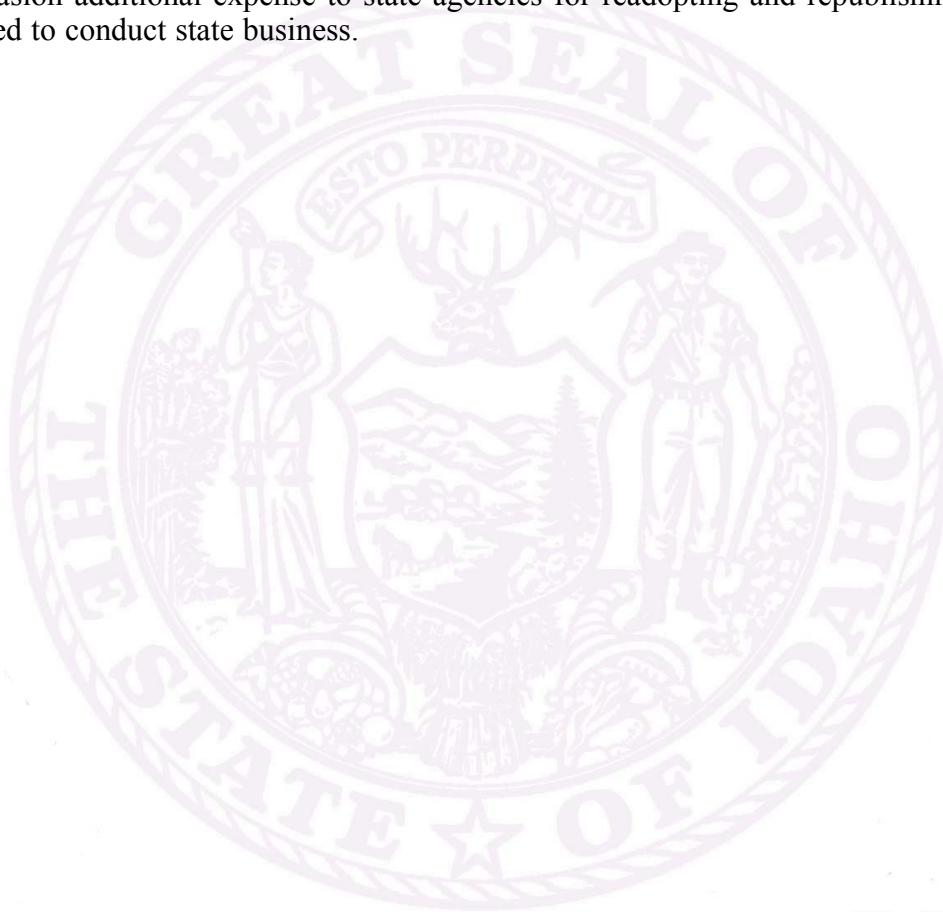 asion additional expense to state agencies for readopting and republishin
ed to conduct state business.
GREAT SEAL OF
ESTO PERPETUA
THE STATE OF IDAHO